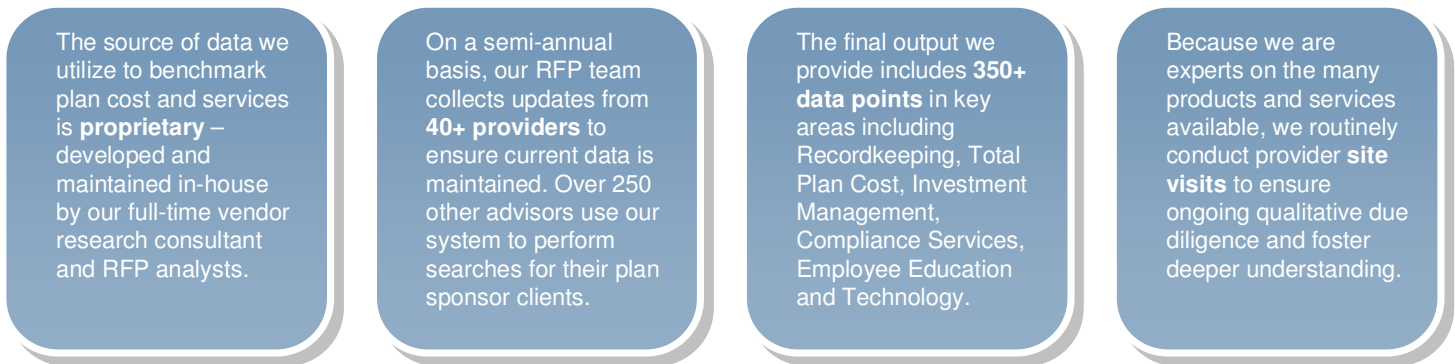 The source of data we
utilize to benchmark
plan cost and services
is proprietary –
developed and
maintained in-house
by our full-time vendor
research consultant
and RFP analysts.
On a semi-annual
basis, our RFP team
collects updates from
40+ providers to
ensure current data is
maintained. Over 250
other advisors use our
system to perform
searches for their plan
sponsor clients.
The final output we
provide includes 350+
data points in key
areas including
Recordkeeping, Total
Plan Cost, Investment
Management,
Compliance Services,
Employee Education
and Technology.
Because we are
experts on the many
products and services
available, we routinely
conduct provider site
visits to ensure
ongoing qualitative due
diligence and foster
deeper understanding.